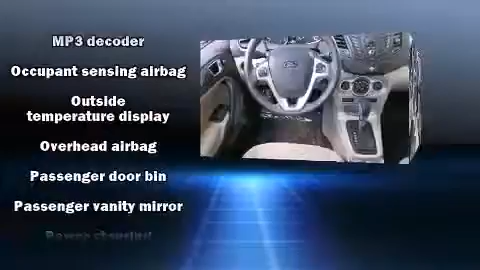 MP3 decoder
Occupant sensing airbag
Outside
temperature display
Overhead airbag
Passenger door bin
Passenger vanity mirror